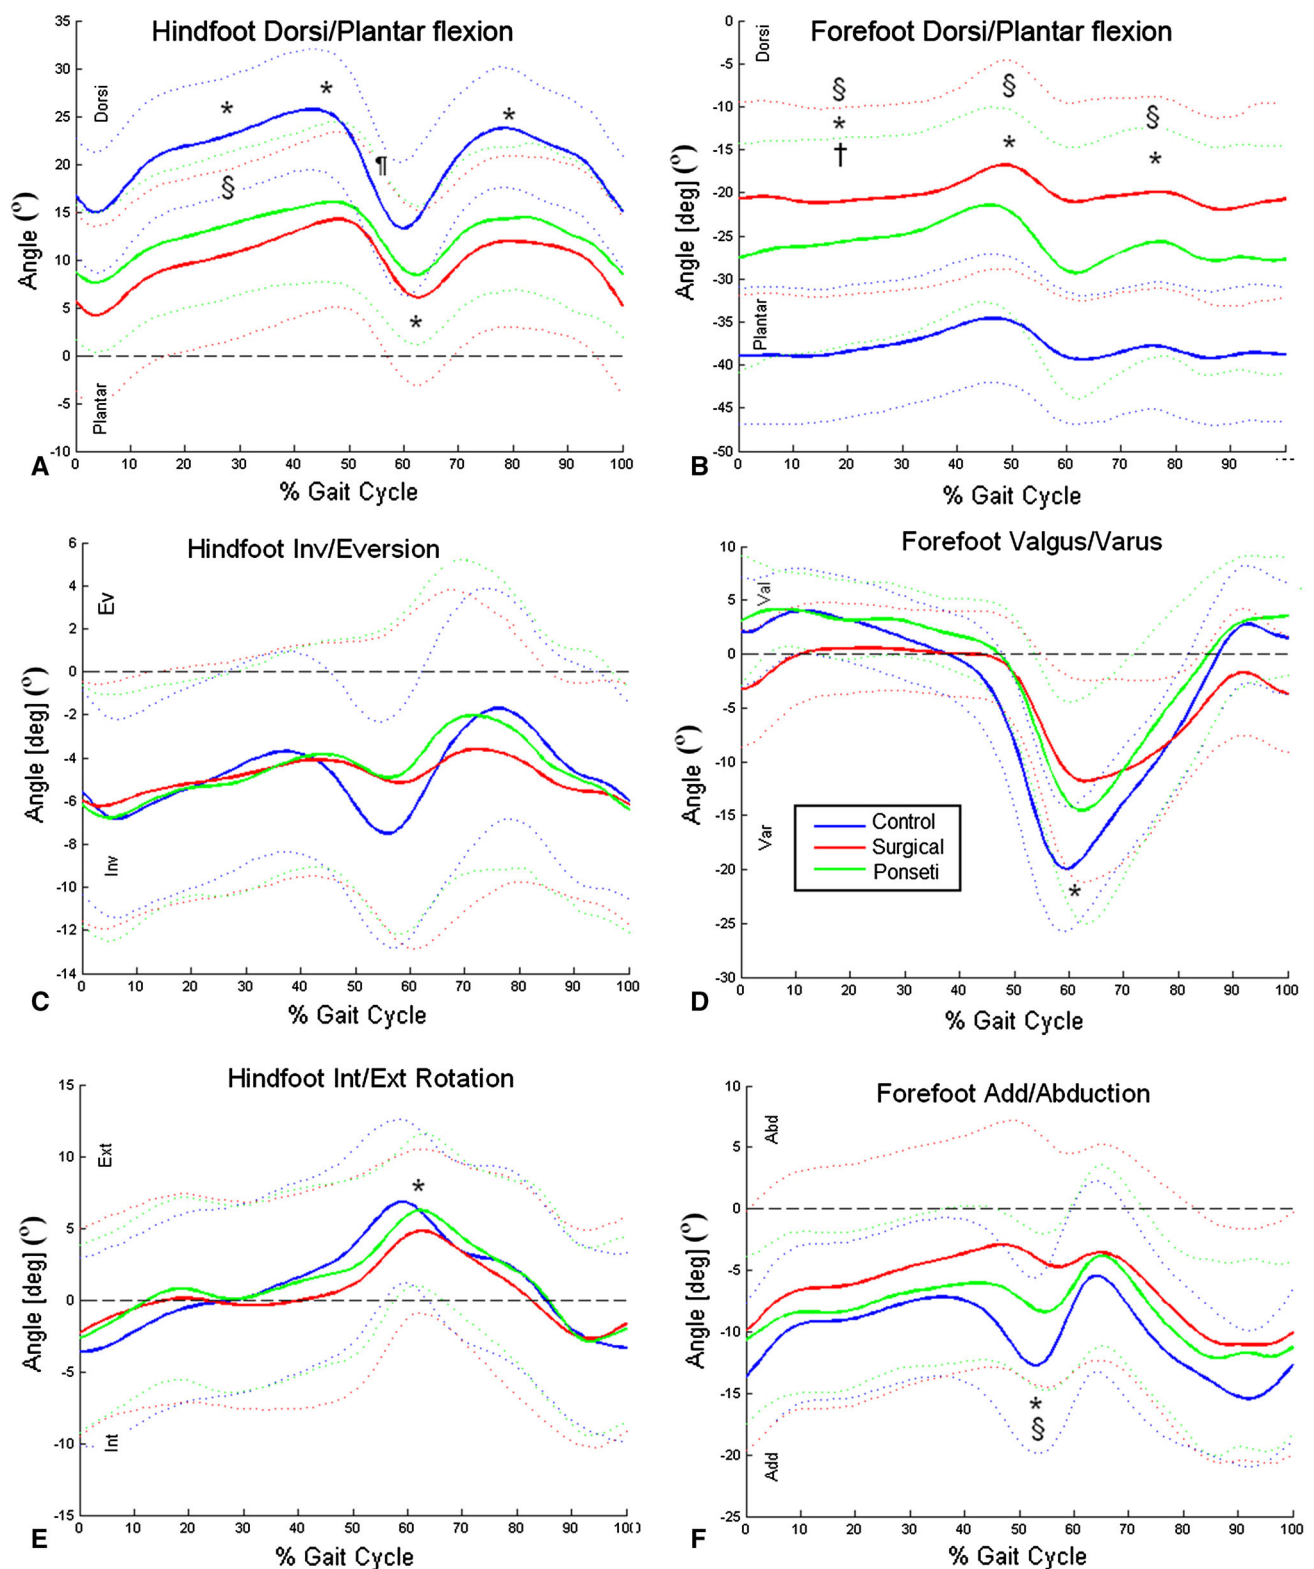 Hindfoot Dorsi/Plantar flexion
35
30
25
20
15
10
5
0
-5
-10
Dorsi
Plantar
Angle (º)
*
*
*
¶
§
*
0 10 20 30 40 50 60 70 80 90 100
% Gait Cycle
A
Forefoot Dorsi/Plantar flexion
0
-5
-10
-15
-20
-25
-30
-35
-40
-45
-50
Dorsi
Plantar
Angle [deg] (º)
§
*
†
§
*
§
*
0 10 20 30 40 50 60 70 80 90
% Gait Cycle
B
Hindfoot Inv/Eversion
6
4
2
0
-2
-4
-6
-8
-10
-12
-14
Ev
Inv
Angle [deg] (º)
0 10 20 30 40 50 60 70 80 90 100
% Gait Cycle
C
Forefoot Valgus/Varus
10
5
0
-5
-10
-15
-20
-25
-30
Val
Var
Angle (º)
Control
Surgical
Ponseti
*
0 10 20 30 40 50 60 70 80 90 100
% Gait Cycle
D
Hindfoot Int/Ext Rotation
15
10
5
0
-5
-10
-15
Ext
Int
Angle [deg] (º)
*
0 10 20 30 40 50 60 70 80 90 100
% Gait Cycle
E
Forefoot Add/Abduction
10
5
0
-5
-10
-15
-20
-25
Abd
Add
Angle [deg] (º)
*
§
0 10 20 30 40 50 60 70 80 90 100
% Gait Cycle
F